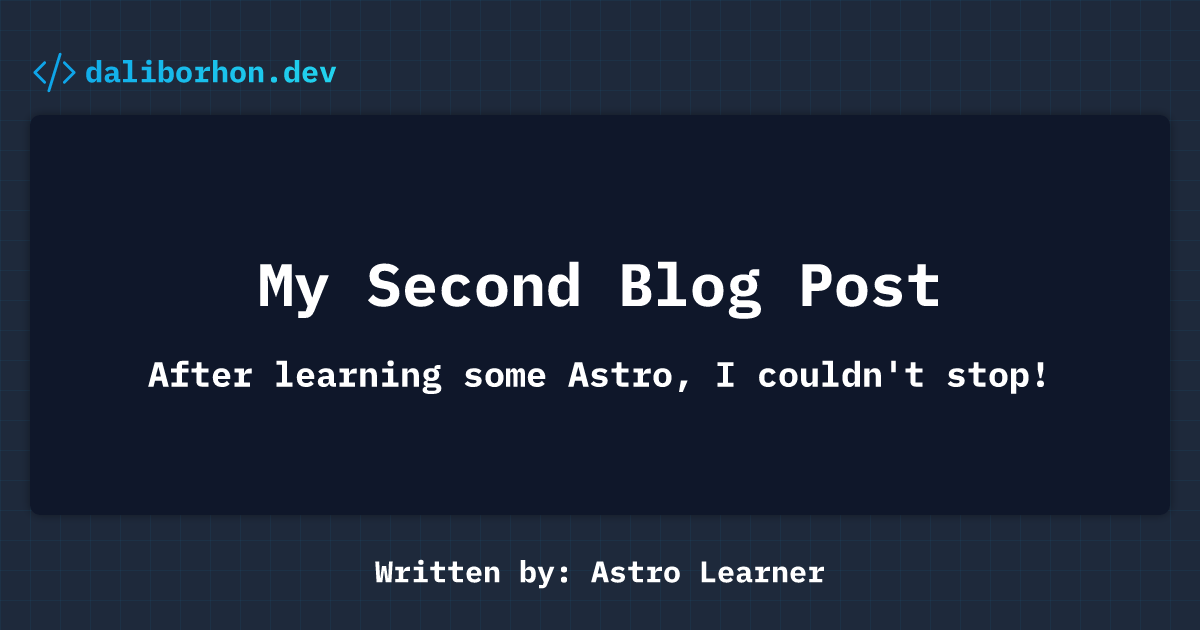 </> daliborhon.dev
My Second Blog Post
After learning some Astro, I couldn't stop!
Written by: Astro Learner